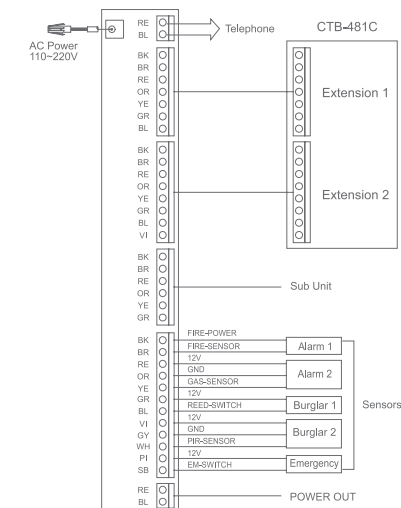 RE
BL
Telephone
CTB-481C
AC Power
110~220V
BK
BR
RE
OR
YE
GR
BL
Extension 1
BK
BR
RE
OR
YE
GR
BL
VI
Extension 2
BK
BR
RE
OR
YE
GR
Sub Unit
BK
BR
RE
OR
YE
GR
BL
VI
GY
WH
PI
SB
FIRE-POWER
FIRE-SENSOR
12V
GND
GAS-SENSOR
12V
REED-SWITCH
12V
GND
PIR-SENSOR
12V
EM-SWITCH
Alarm 1
Alarm 2
Burglar 1
Burglar 2
Emergency
Sensors
RE
BL
POWER OUT